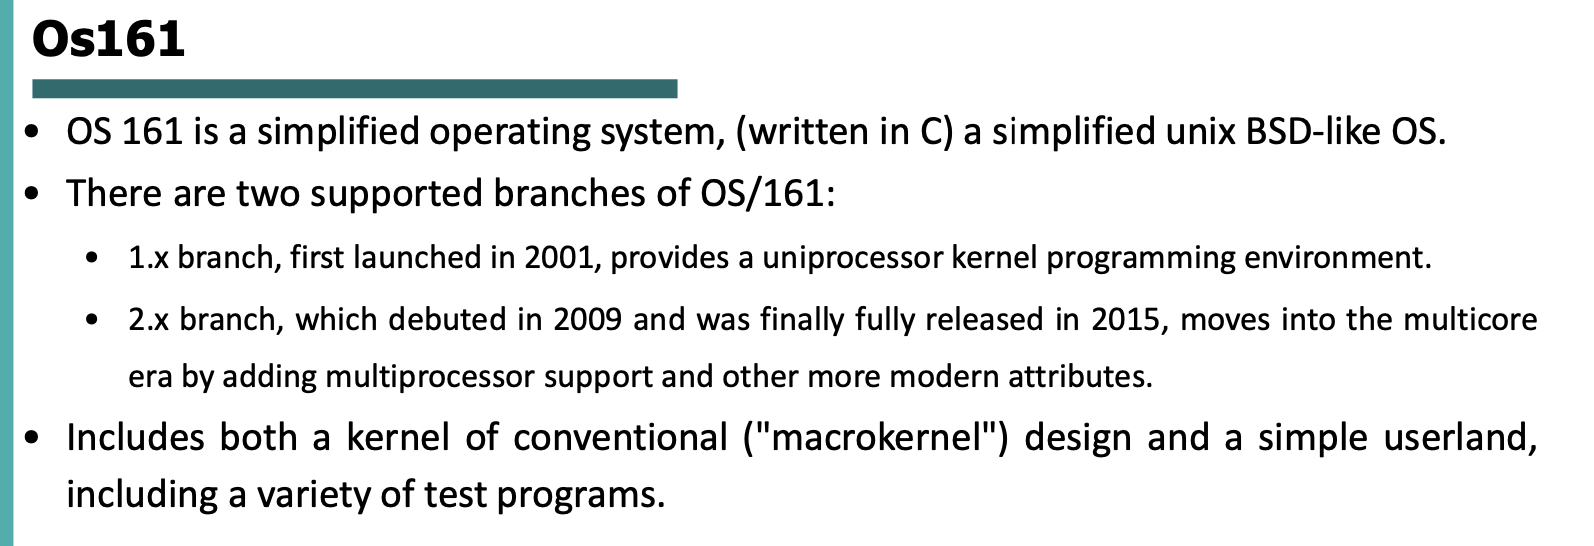 Os161
• OS 161 is a simplified operating system, (written in C) a simplified unix BSD-like OS.
• There are two supported branches of OS/161:
• 1.x branch, first launched in 2001, provides a uniprocessor kernel programming environment.
• 2.x branch, which debuted in 2009 and was finally fully released in 2015, moves into the multicore
era by adding multiprocessor support and other more modern attributes.
• Includes both a kernel of conventional ("macrokernel") design and a simple userland,
including a variety of test programs.